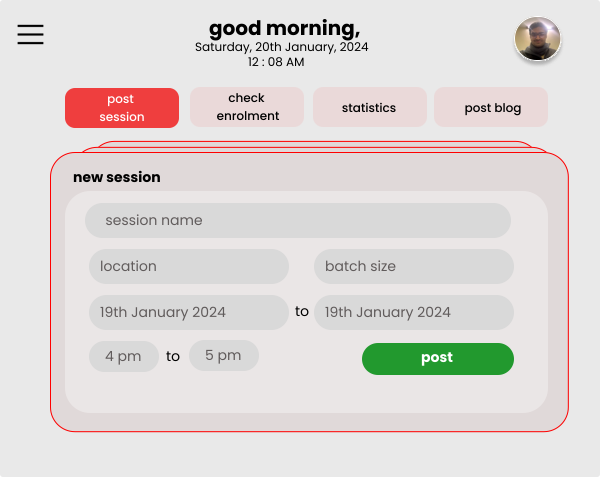 good morning,
Saturday, 20th January, 2024
12 : 08 AM
post
session
check
enrolment
statistics
post blog
new session
session name
location
batch size
19th January 2024 to 19th January 2024
4 pm to 5 pm
post